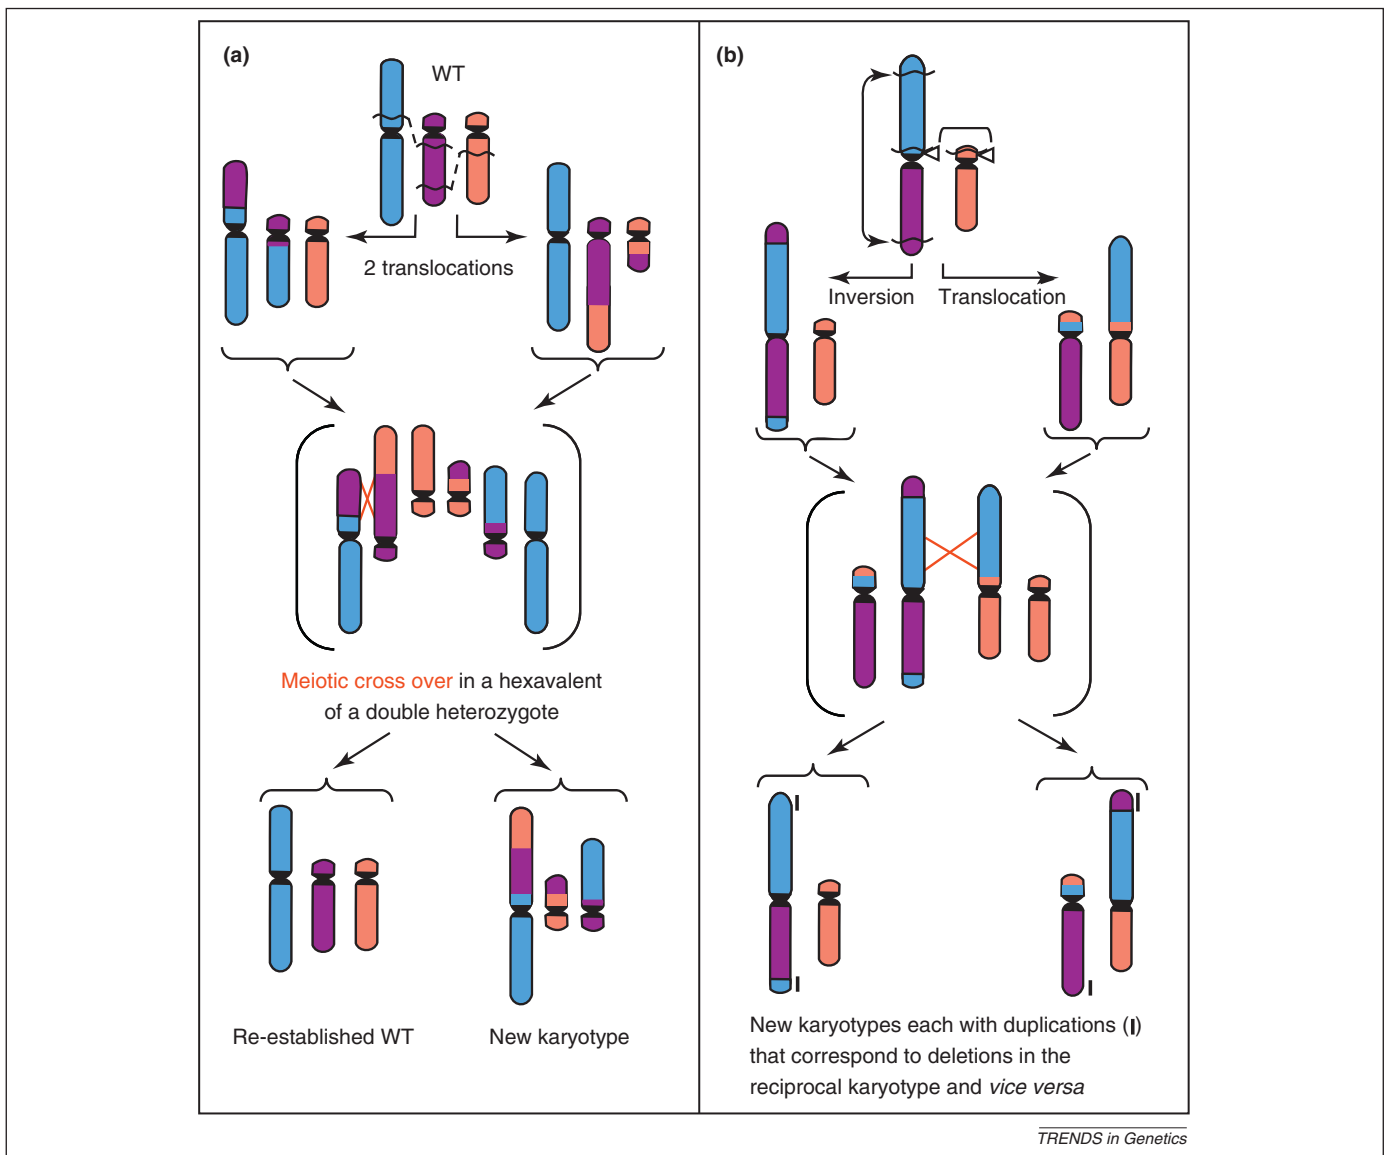 (a)
WT
2 translocations
Meiotic cross over in a hexavalent
of a double heterozygote
Re-established WT
New karyotype
(b)
Inversion
Translocation
New karyotypes each with duplications (I)
that correspond to deletions in the
reciprocal karyotype and vice versa
TRENDS in Genetics